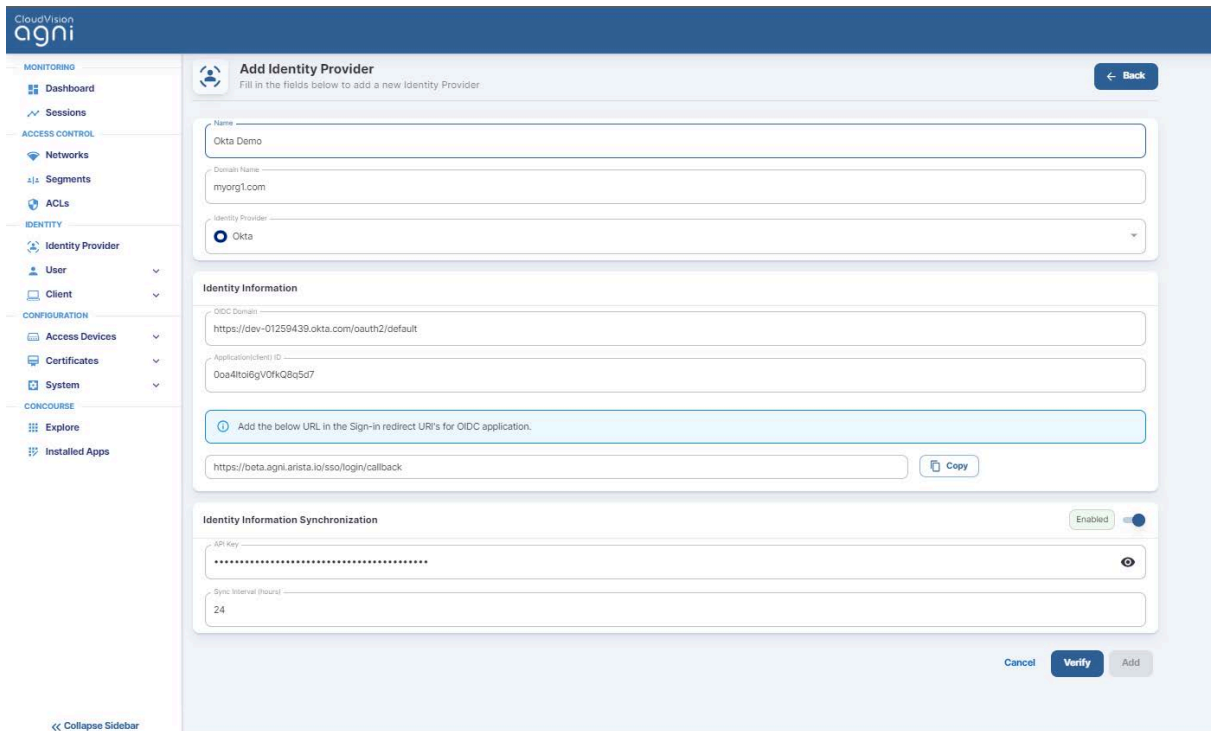 CloudVision
agni
MONITORING
Dashboard
Sessions
ACCESS CONTROL
Networks
Segments
ACLs
IDENTITY
Identity Provider
User
Client
CONFIGURATION
Access Devices
Certificates
System
CONCOURSE
Explore
Installed Apps
Collapse Sidebar
Add Identity Provider
Fill in the fields below to add a new Identity Provider
Back
Name
Okta Demo
Domain Name
myorg1.com
Identity Provider
Okta
Identity Information
OIDC Domain
https://dev-01259439.okta.com/oauth2/default
Application(client) ID
0oa4ltoi6gV0fkQ8q5d7
Add the below URL in the Sign-in redirect URI's for OIDC application.
https://beta.agni.arista.io/sso/login/callback
Copy
Identity Information Synchronization
Enabled
API Key
Sync Interval (hours)
24
Cancel
Verify
Add